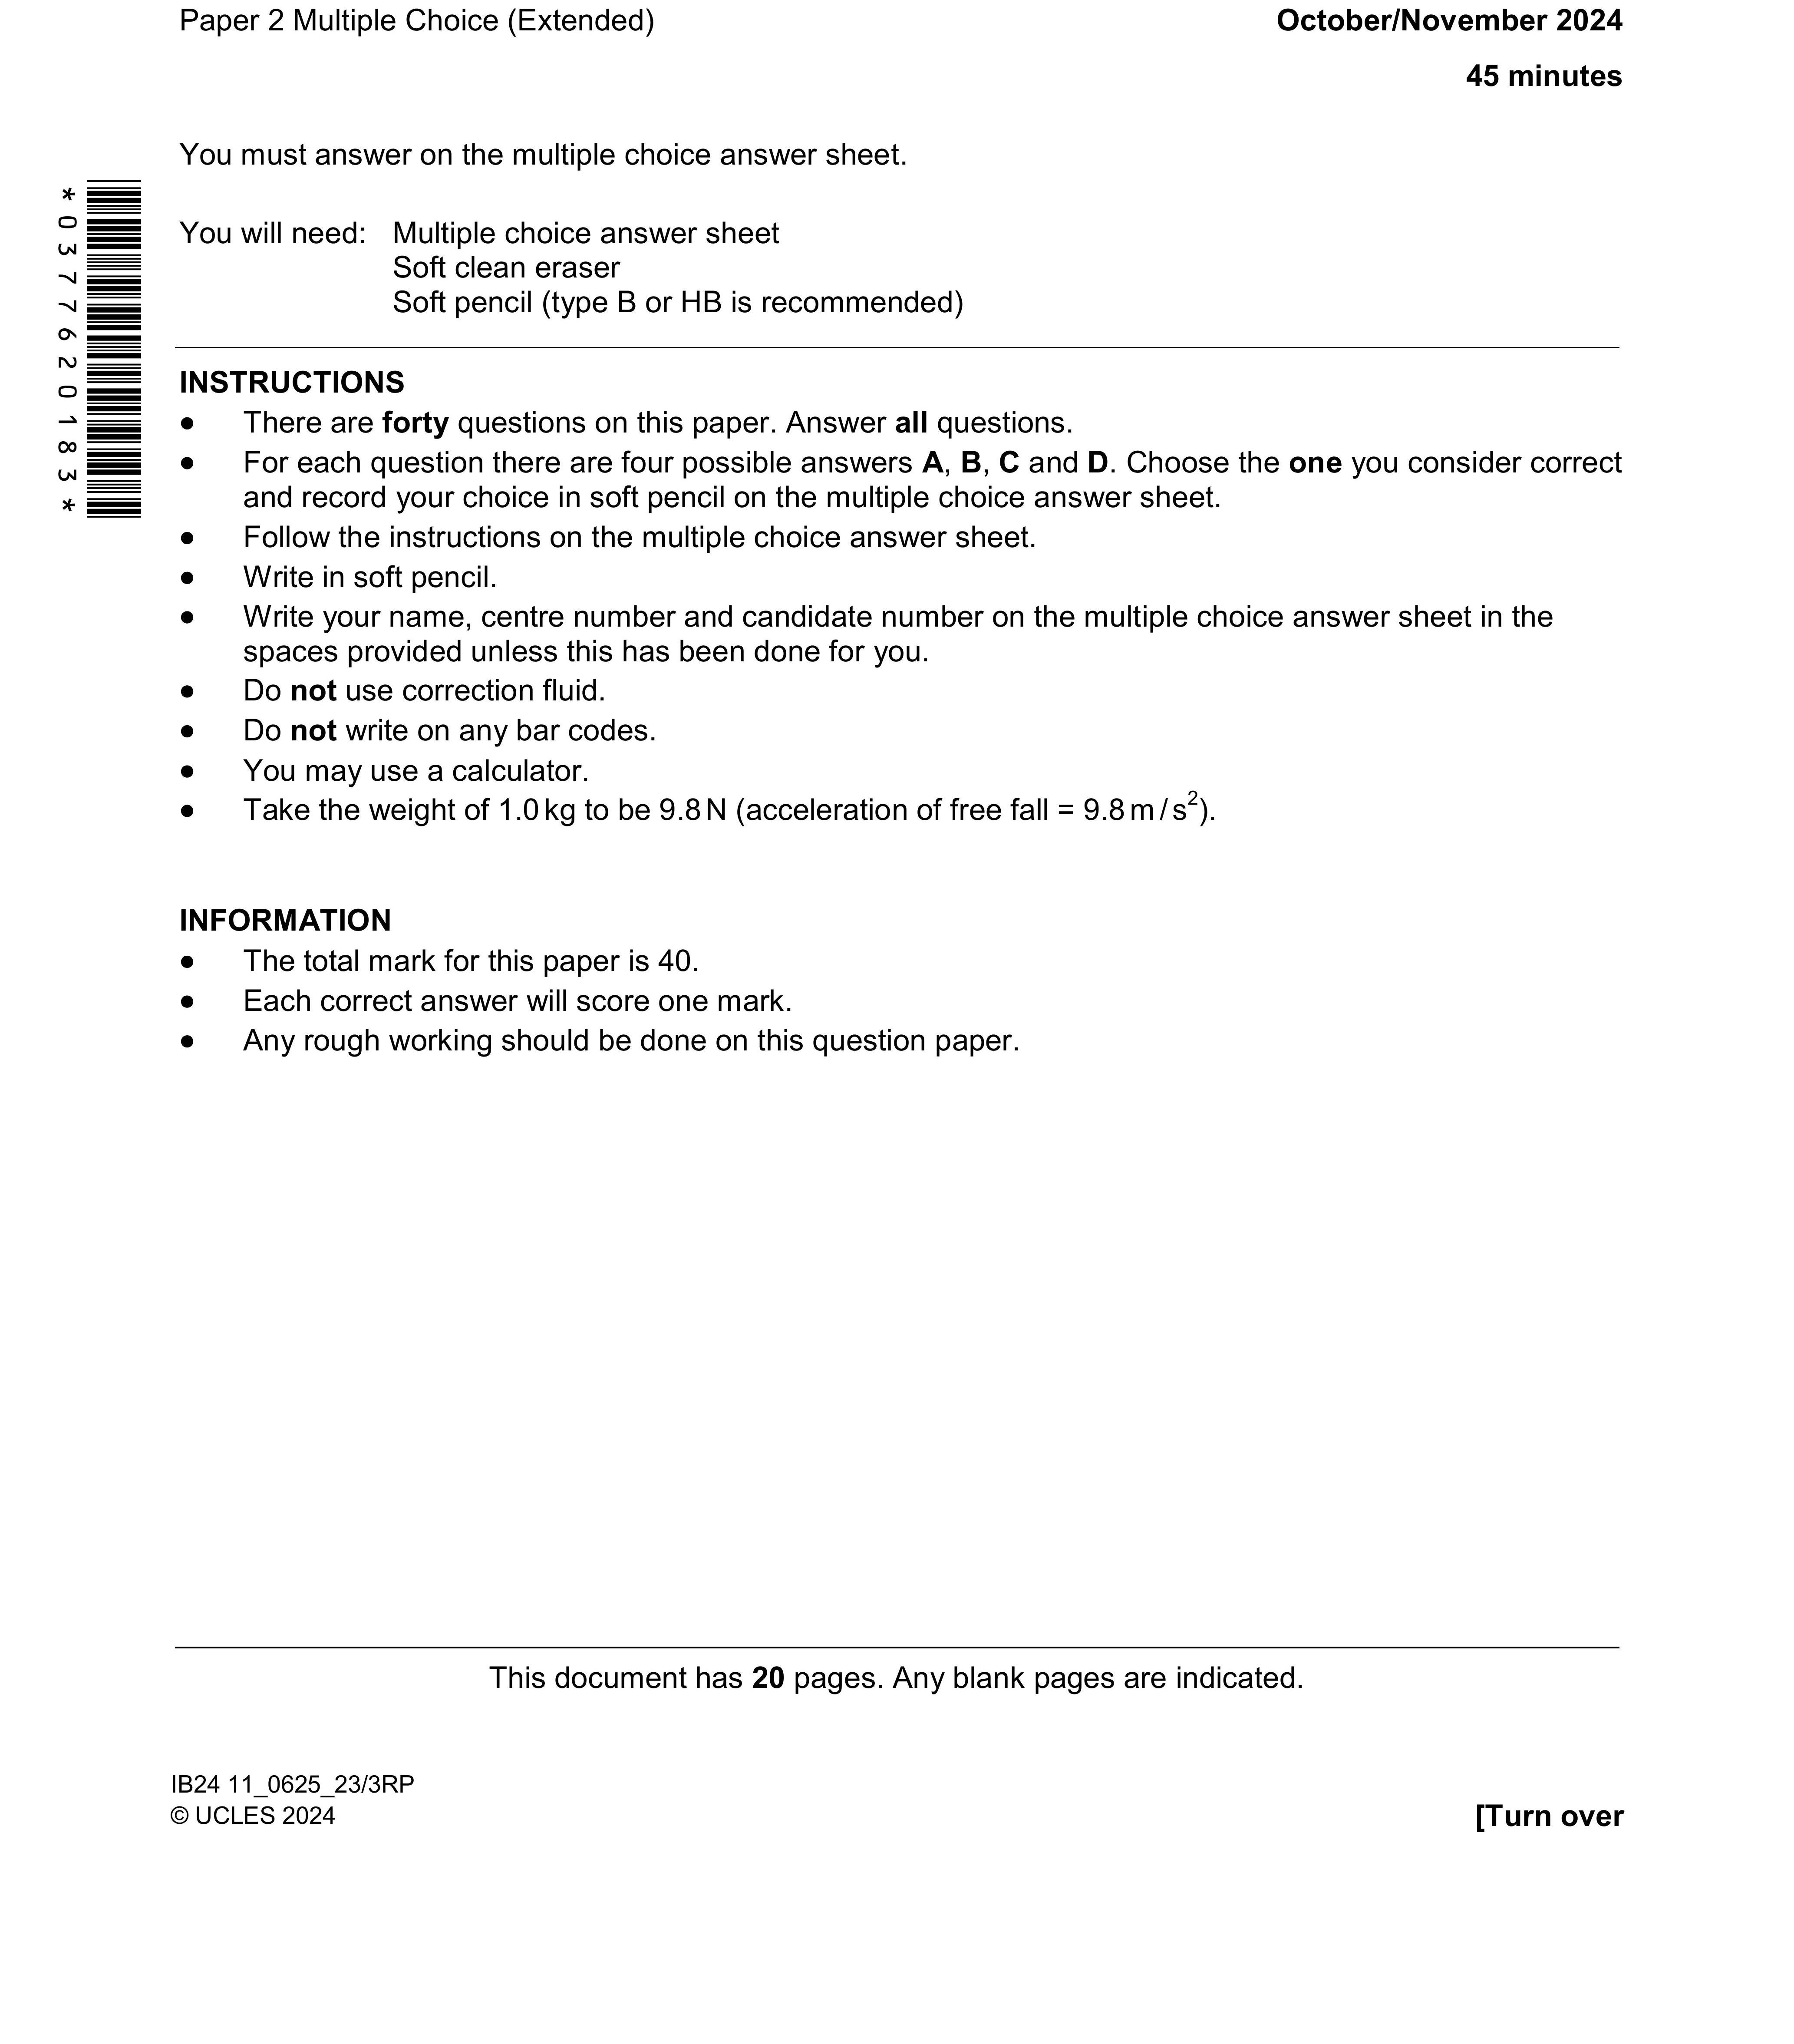 Paper 2 Multiple Choice (Extended)
October/November 2024
45 minutes
You must answer on the multiple choice answer sheet.
*0377620183*
You will need: Multiple choice answer sheet
Soft clean eraser
Soft pencil (type B or HB is recommended)
INSTRUCTIONS
● There are forty questions on this paper. Answer all questions.
● For each question there are four possible answers A, B, C and D. Choose the one you consider correct
and record your choice in soft pencil on the multiple choice answer sheet.
● Follow the instructions on the multiple choice answer sheet.
● Write in soft pencil.
● Write your name, centre number and candidate number on the multiple choice answer sheet in the
spaces provided unless this has been done for you.
● Do not use correction fluid.
● Do not write on any bar codes.
● You may use a calculator.
● Take the weight of 1.0 kg to be 9.8 N (acceleration of free fall = 9.8 m / s²).
INFORMATION
● The total mark for this paper is 40.
● Each correct answer will score one mark.
● Any rough working should be done on this question paper.
This document has 20 pages. Any blank pages are indicated.
IB24 11_0625_23/3RP
© UCLES 2024
[Turn over